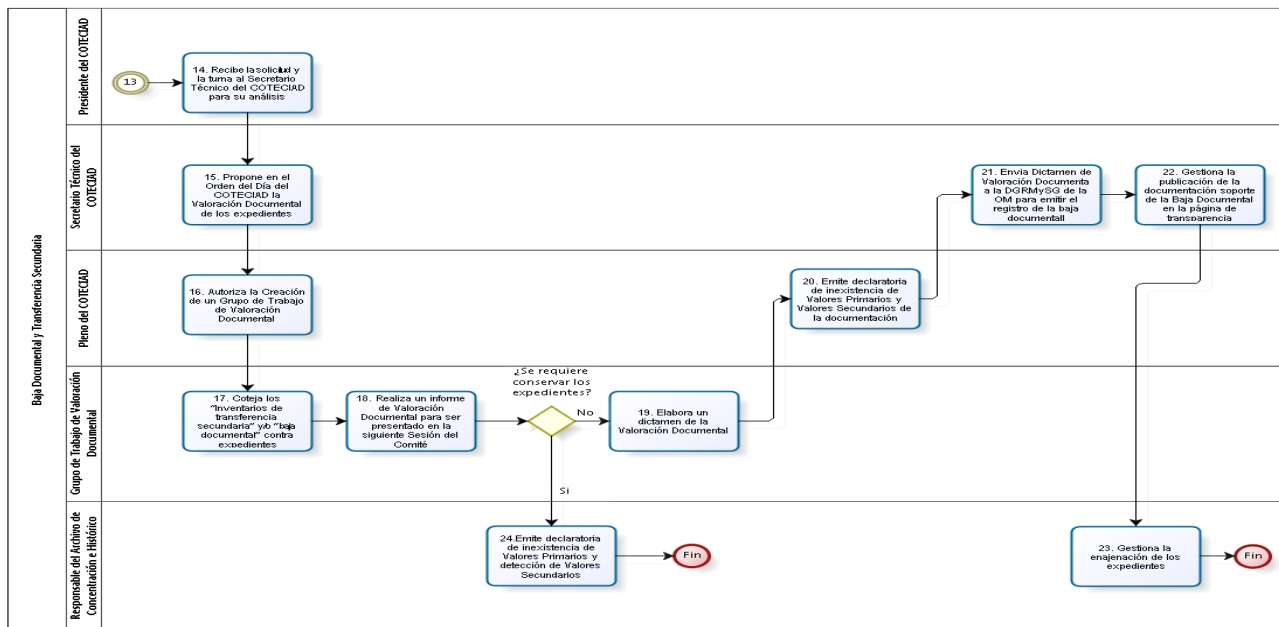 Baja Documental y Transferencia Secundaria
Presidente del COTECIAD
13
14. Recibe la solicitud y
la turna al Secretario
Técnico del COTECIAD
para su análisis
Secretario Técnico del
COTECIAD
15. Propone en el
Orden del Día del
COTECIAD la
Valoración Documental
de los expedientes
21. Envía Dictamen de
Valoración Documenta
a la DGRMySG de la
OM para emitir el
registro de la baja
documentall
22. Gestiona la
publicación de la
documentación soporte
de la Baja Documental
en la página de
transparencia
Pleno del COTECIAD
16. Autoriza la Creación
de un Grupo de Trabajo
de Valoración
Documental
20. Emite declaratoria
de inexistencia de
Valores Primarios y
Valores Secundarios de
la documentación
Grupo de Trabajo de Valoración
Documental
17. Coteja los
"Inventarios de
transferencia
secundaria" y/o "baja
documental" contra
expedientes
18. Realiza un informe
de Valoración
Documental para ser
presentado en la
siguiente Sesión del
Comité
¿Se requiere
conservar los
expedientes?
No
Si
19. Elabora un
dictamen de la
Valoración Documental
Responsable del Archivo de
Concentración e Histórico
24.Emite declaratoria
de inexistencia de
Valores Primarios y
detección de Valores
Secundarios
Fin
23. Gestiona la
enajenación de los
expedientes
Fin